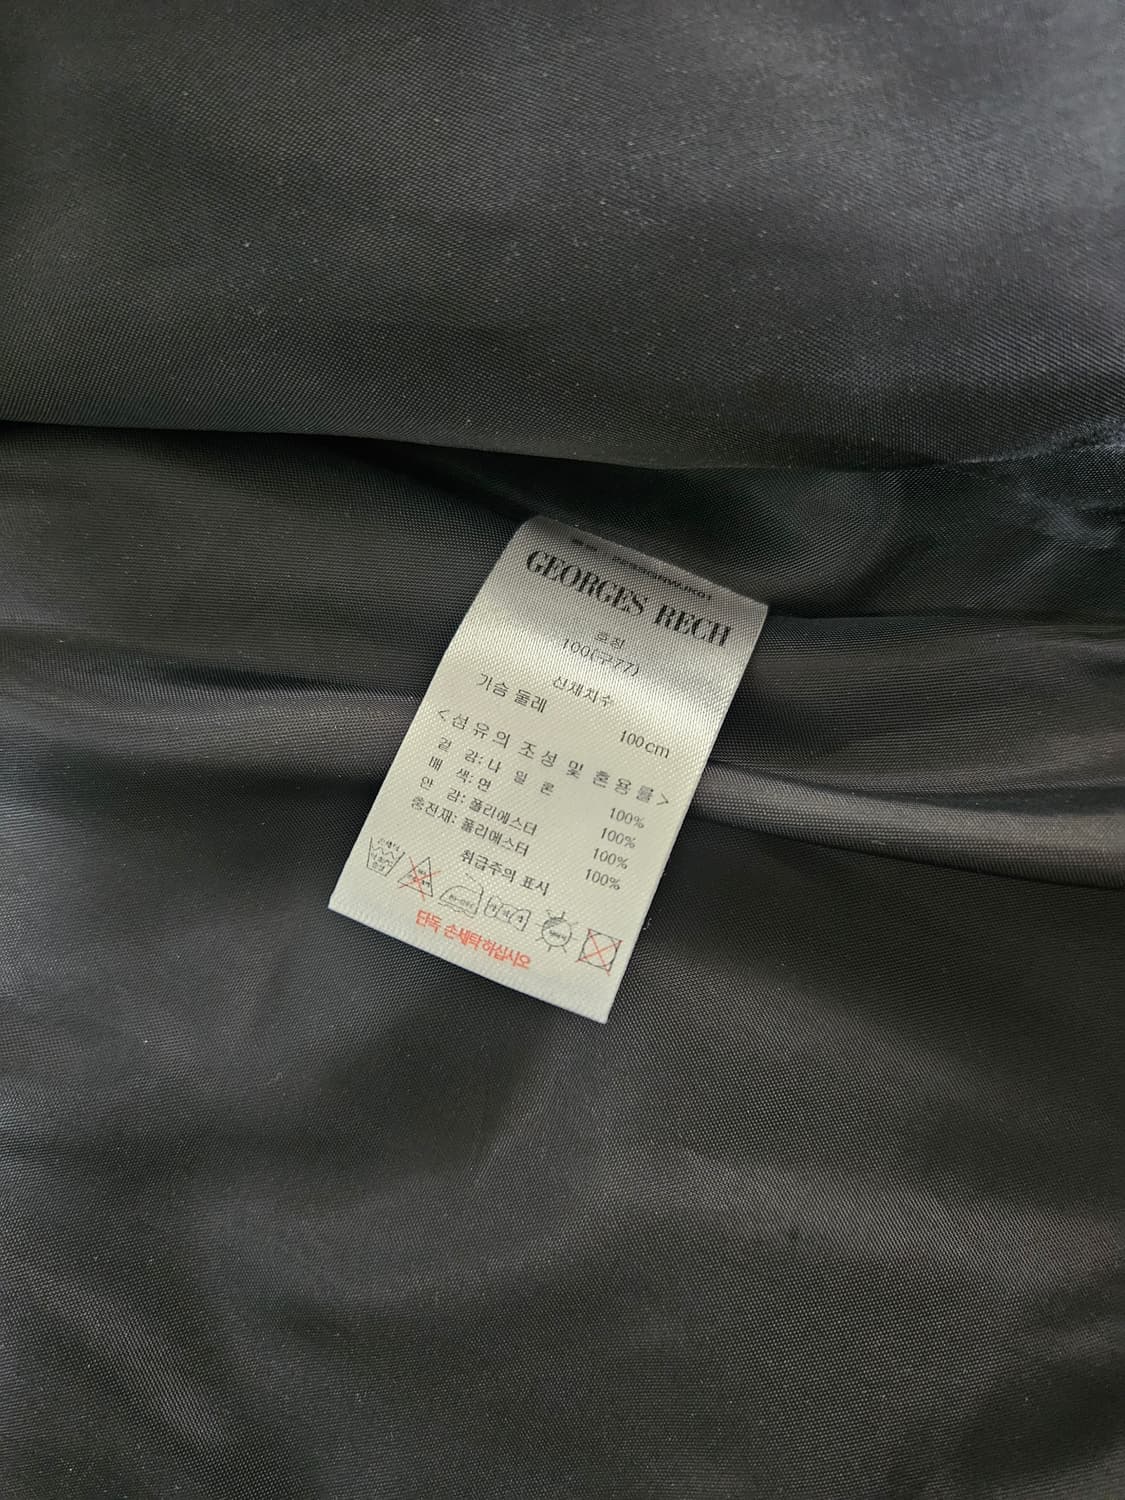 GEORGES RECH
호칭
100(구77)
신체치수
가슴 둘레 100cm
<섬유의 조성 및 혼용률>
겉 감: 나 일 론 100%
배 색: 면 100%
안 감: 폴리에스터 100%
충전재: 폴리에스터 100%
취급주의 표시
단독 손세탁하십시오